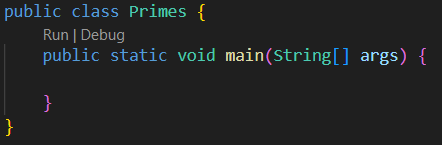 public class Primes {
Run | Debug
public static void main(String[] args) {
}
}